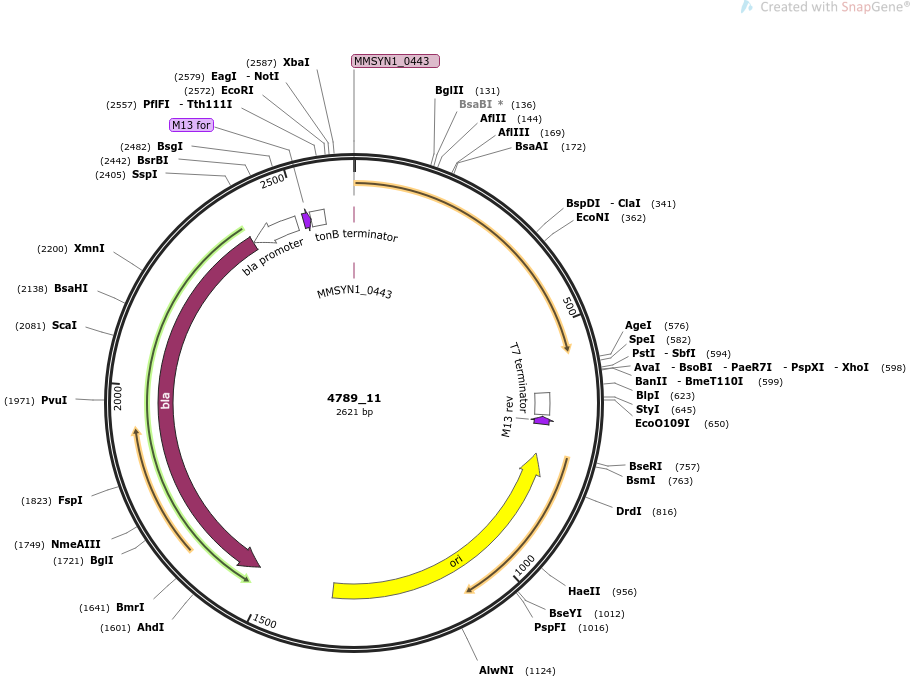 Created with SnapGene®
MMSYN1_0443
(2587) XbaI
(2579) EagI - NotI
(2572) EcoRI
(2557) PflFI - Tth111I
M13 for
(2482) BsgI
(2442) BsrBI
(2405) SspI
(2200) XmnI
(2138) BsaHI
(2081) ScaI
(1971) PvuI
(1823) FspI
(1749) NmeAIII
(1721) BglI
(1641) BmrI
(1601) AhdI
BglII (131)
BsaBI * (136)
AflII (144)
AflIII (169)
BsaAI (172)
BspDI - ClaI (341)
EcoNI (362)
AgeI (576)
SpeI (582)
PstI - SbfI (594)
AvaI - BsoBI - PaeR7I - PspXI - XhoI (598)
BanII - BmeT110I (599)
BlpI (623)
StyI (645)
EcoO109I (650)
BseRI (757)
BsmI (763)
DrdI (816)
HaeII (956)
BseYI (1012)
PspFI (1016)
AlwNI (1124)
500
1000
1500
2000
2500
tonB terminator
bla promoter
MMSYN1_0443
T7 terminator
M13 rev
bla
ori
4789_11
2621 bp